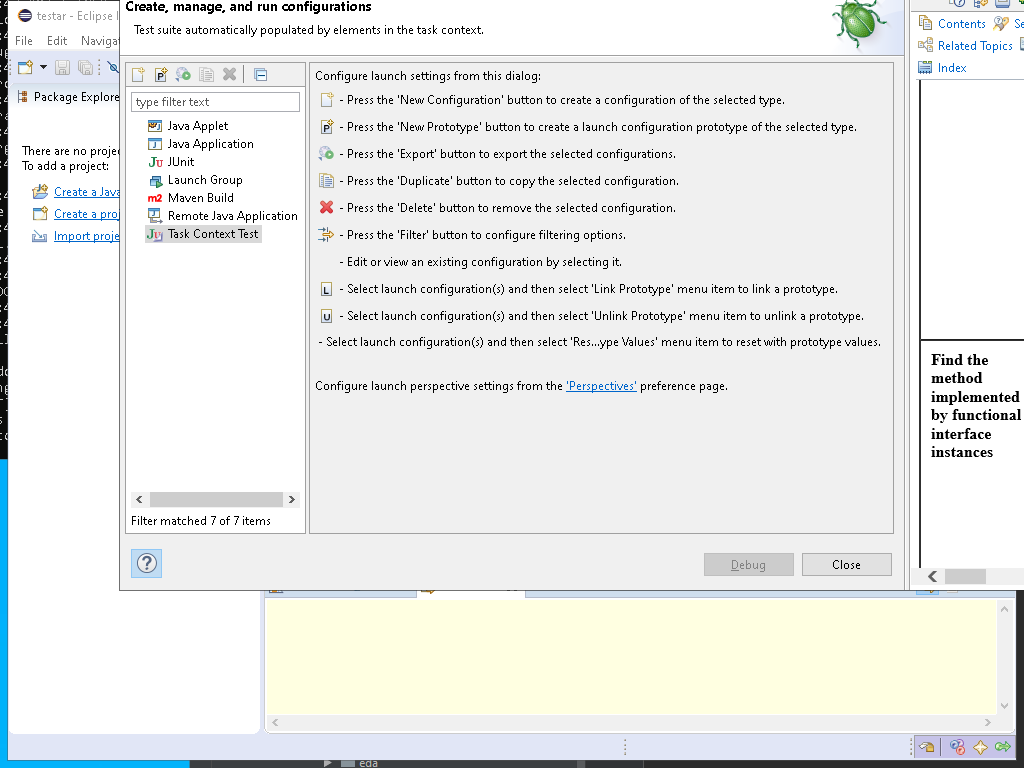 Create, manage, and run configurations
Test suite automatically populated by elements in the task context.
testar - Eclipse I
File Edit Naviga
Package Explore
There are no proje
To add a project:
Create a Java
Create a proj
Import proje
type filter text
Java Applet
Java Application
JUnit
Launch Group
Maven Build
Remote Java Application
Task Context Test
Filter matched 7 of 7 items
Configure launch settings from this dialog:
- Press the 'New Configuration' button to create a configuration of the selected type.
- Press the 'New Prototype' button to create a launch configuration prototype of the selected type.
- Press the 'Export' button to export the selected configurations.
- Press the 'Duplicate' button to copy the selected configuration.
- Press the 'Delete' button to remove the selected configuration.
- Press the 'Filter' button to configure filtering options.
- Edit or view an existing configuration by selecting it.
- Select launch configuration(s) and then select 'Link Prototype' menu item to link a prototype.
- Select launch configuration(s) and then select 'Unlink Prototype' menu item to unlink a prototype.
- Select launch configuration(s) and then select 'Res...ype Values' menu item to reset with prototype values.
Configure launch perspective settings from the 'Perspectives' preference page.
Debug
Close
Contents
Se
Related Topics
Index
Find the
method
implemented
by functional
interface
instances
eda